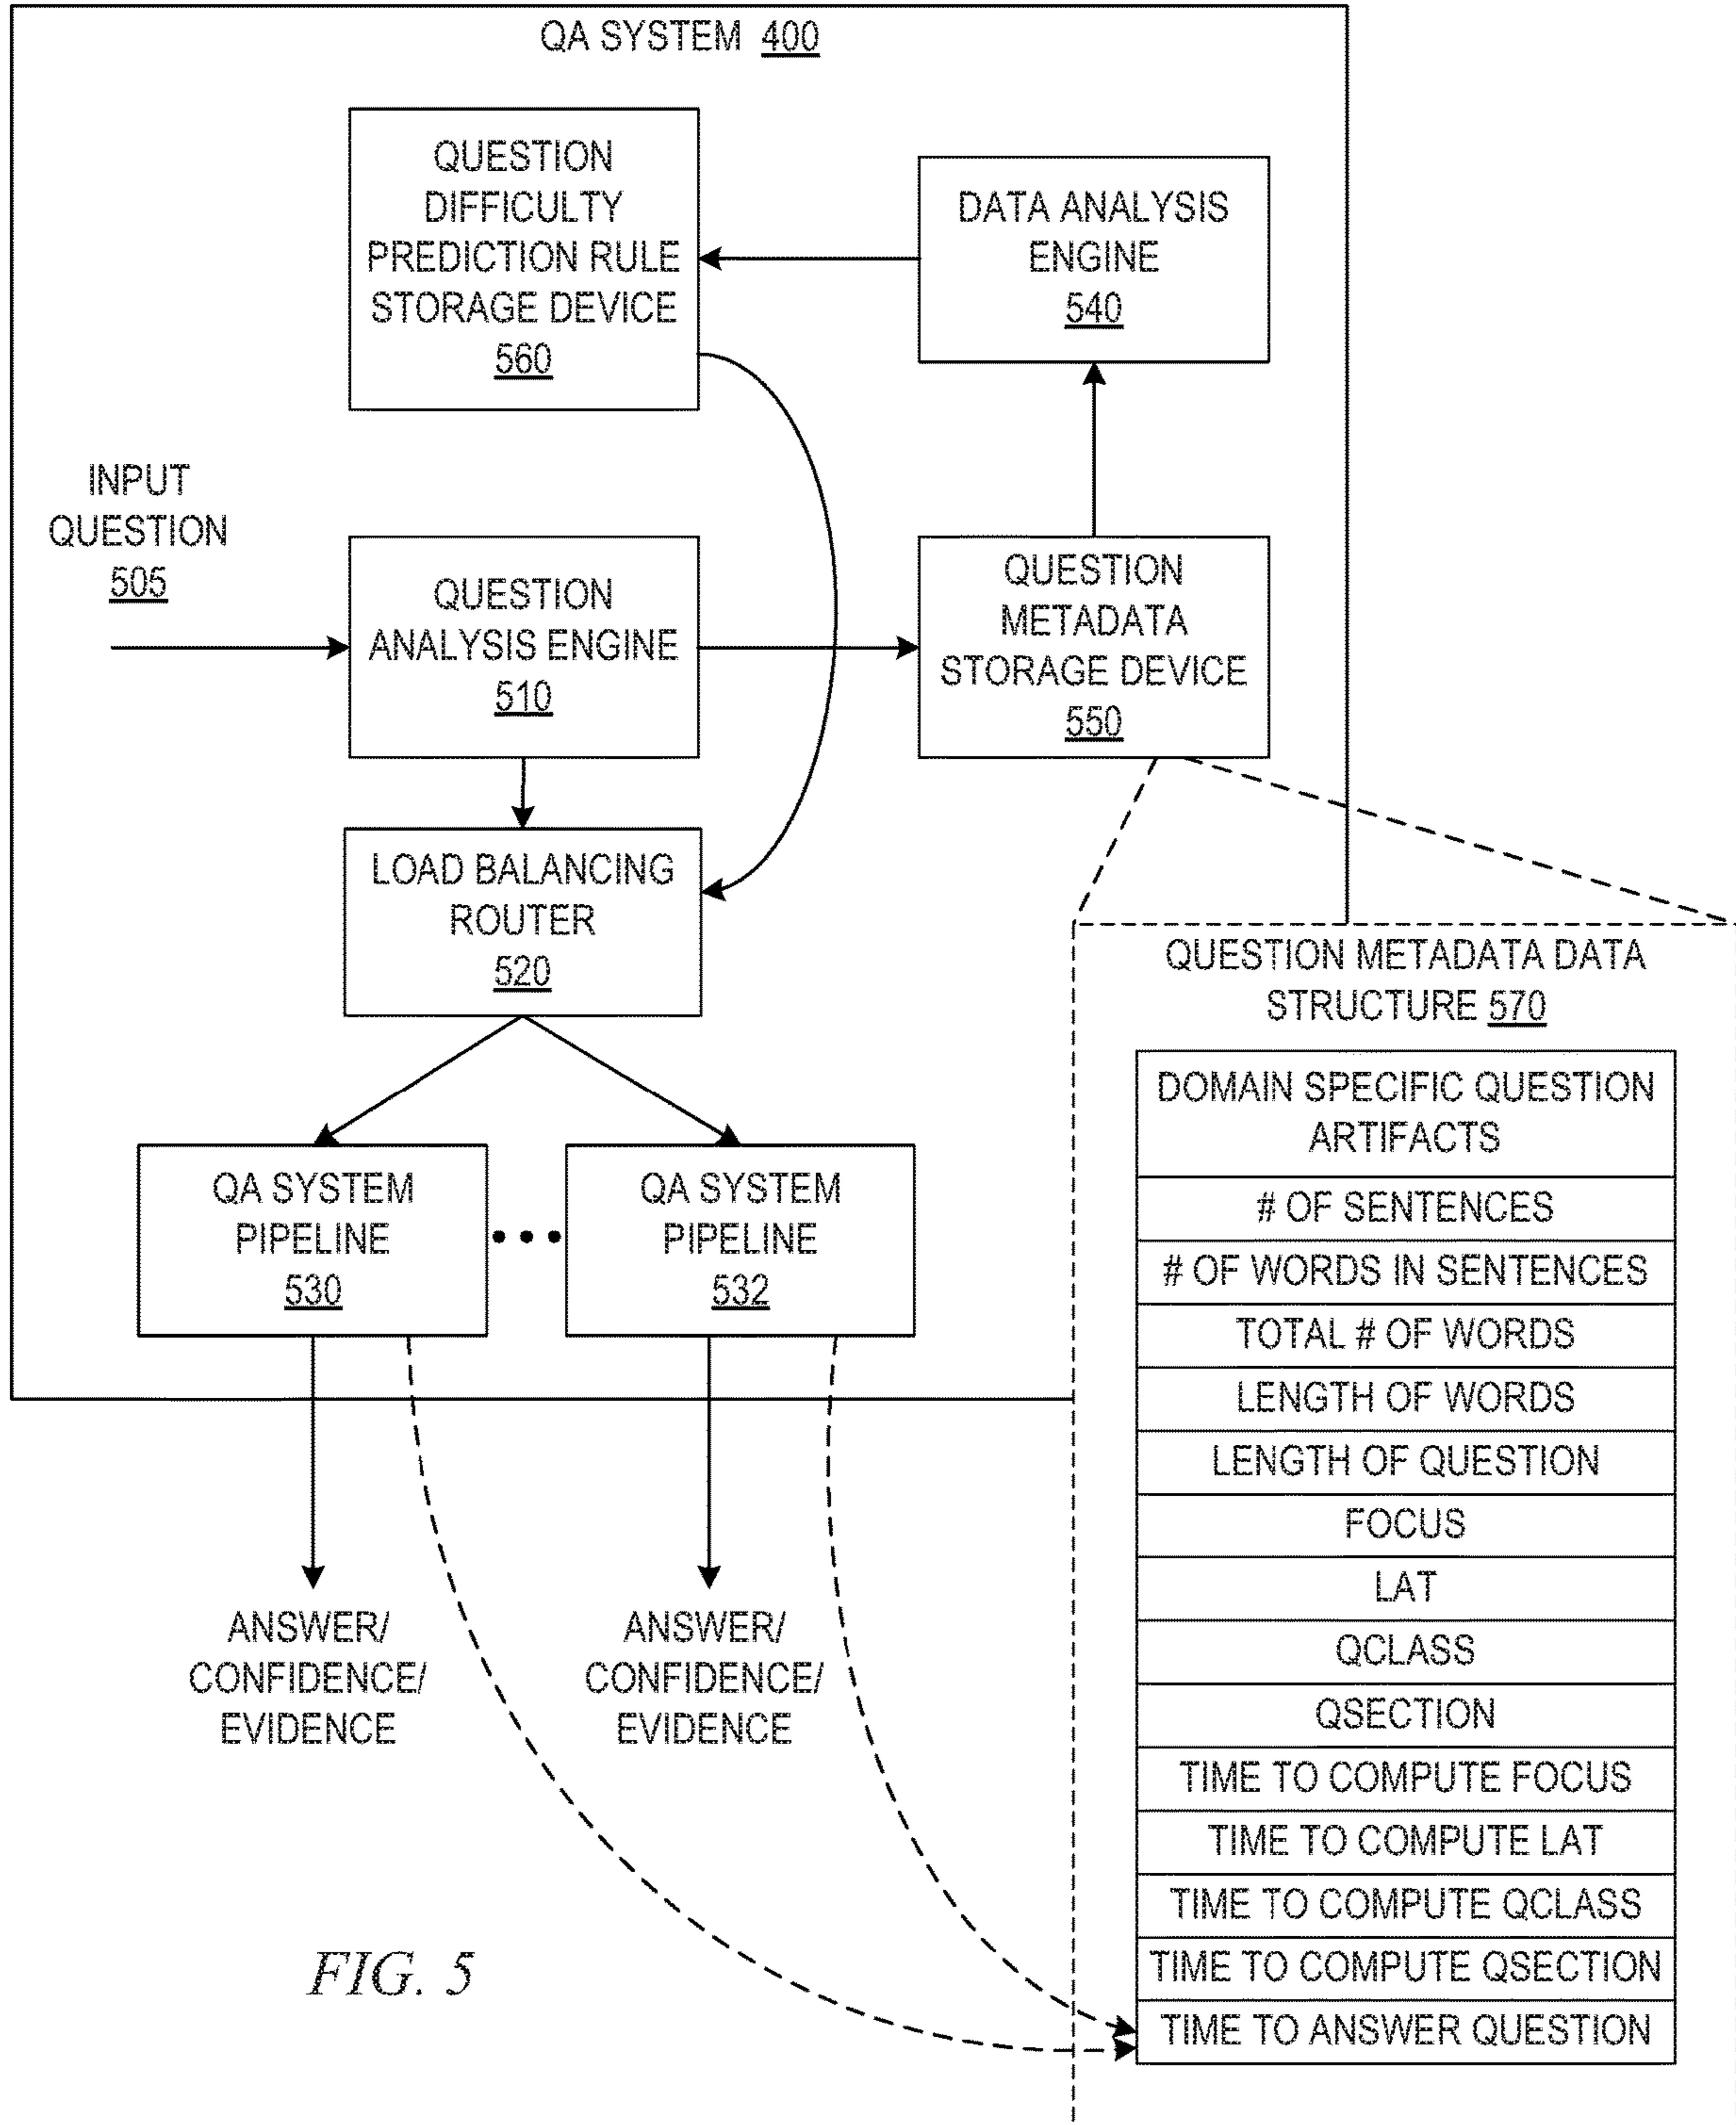 QA SYSTEM 400
QUESTION
DIFFICULTY
PREDICTION RULE
STORAGE DEVICE
560
DATA ANALYSIS
ENGINE
540
INPUT
QUESTION
505
QUESTION
ANALYSIS ENGINE
510
QUESTION
METADATA
STORAGE DEVICE
550
LOAD BALANCING
ROUTER
520
QA SYSTEM
PIPELINE
530
QA SYSTEM
PIPELINE
532
ANSWER/
CONFIDENCE/
EVIDENCE
ANSWER/
CONFIDENCE/
EVIDENCE
QUESTION METADATA DATA
STRUCTURE 570
DOMAIN SPECIFIC QUESTION
ARTIFACTS
# OF SENTENCES
# OF WORDS IN SENTENCES
TOTAL # OF WORDS
LENGTH OF WORDS
LENGTH OF QUESTION
FOCUS
LAT
QCLASS
QSECTION
TIME TO COMPUTE FOCUS
TIME TO COMPUTE LAT
TIME TO COMPUTE QCLASS
TIME TO COMPUTE QSECTION
TIME TO ANSWER QUESTION
FIG. 5